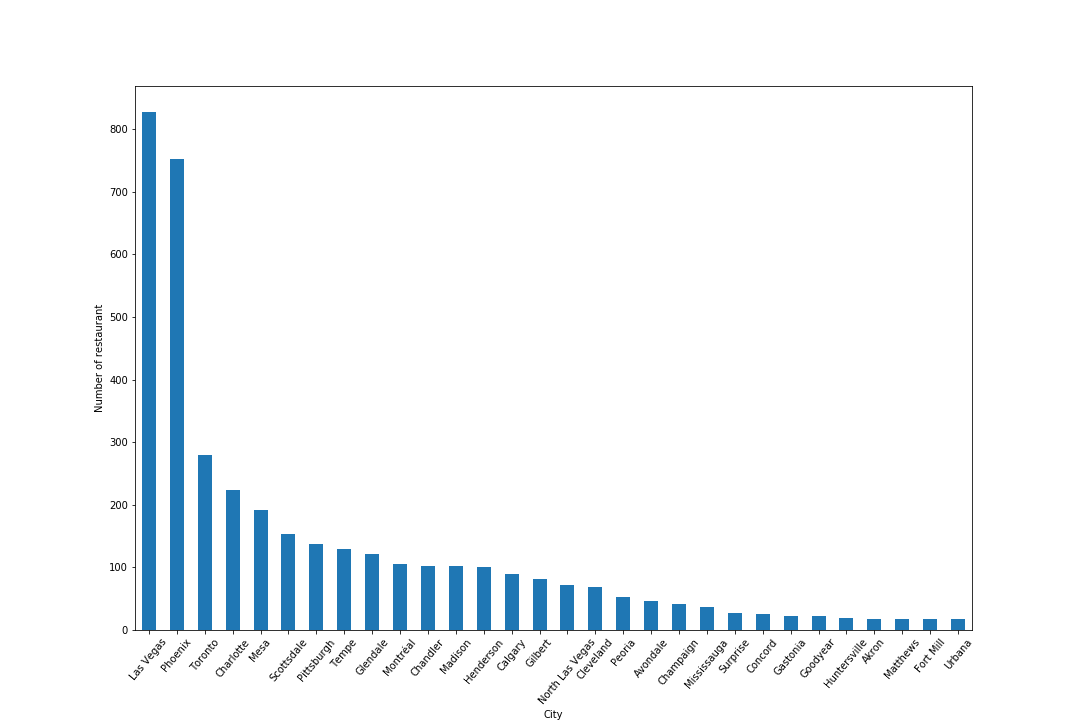 800
700
600
500
400
300
200
100
0
Number of restaurant
Las Vegas
Phoenix
Toronto
Charlotte
Mesa
Scottsdale
Pittsburgh
Tempe
Glendale
Montréal
Chandler
Madison
Henderson
Calgary
Gilbert
North Las Vegas
Cleveland
Peoria
Avondale
Champaign
Mississauga
Surprise
Concord
Gastonia
Goodyear
Huntersville
Akron
Matthews
Fort Mill
Urbana
City